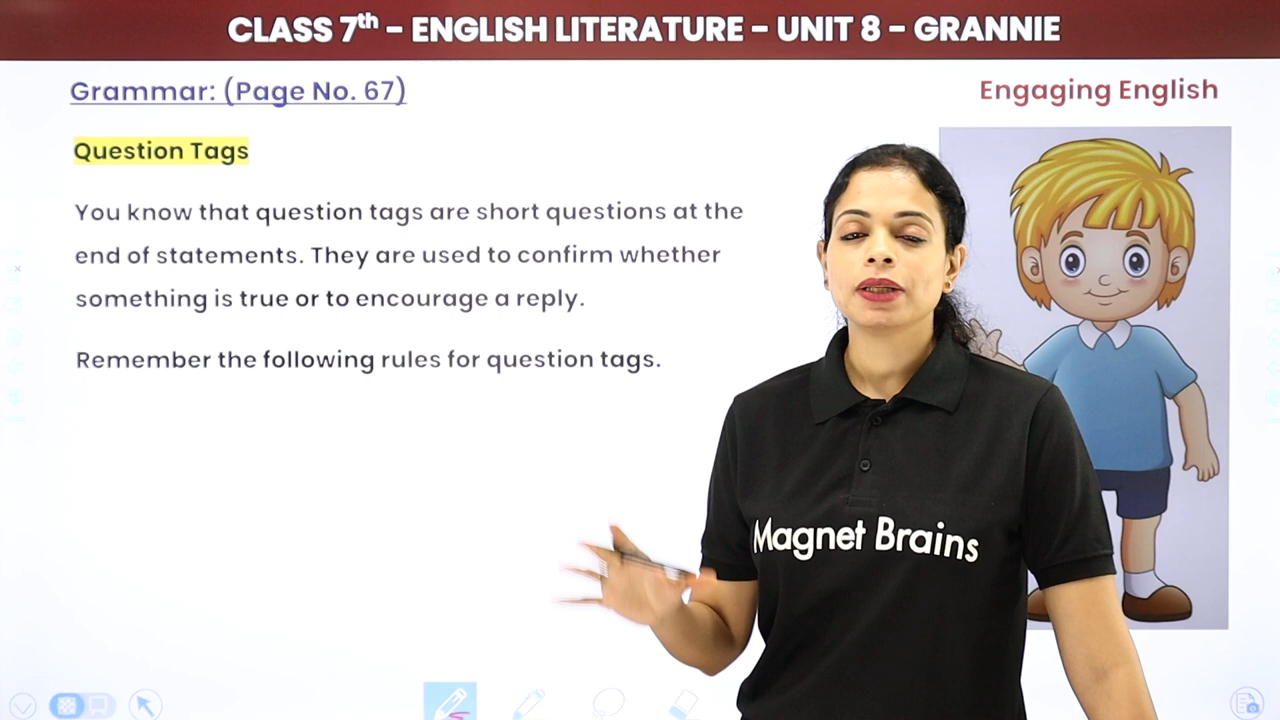 CLASS 7th - ENGLISH LITERATURE - UNIT 8 - GRANNIE
Grammar: (Page No. 67)
Engaging English
Question Tags
You know that question tags are short questions at the
end of statements. They are used to confirm whether
something is true or to encourage a reply.
Remember the following rules for question tags.
Magnet Brains